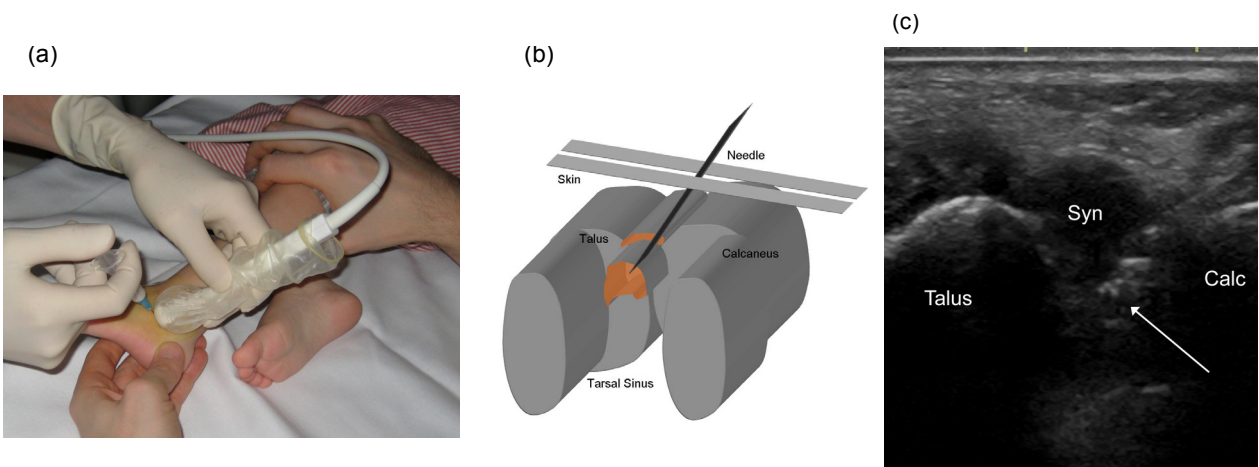 (a)
(b)
(c)
Needle
Skin
Talus
Calcaneus
Tarsal Sinus
Syn
Talus
Calc